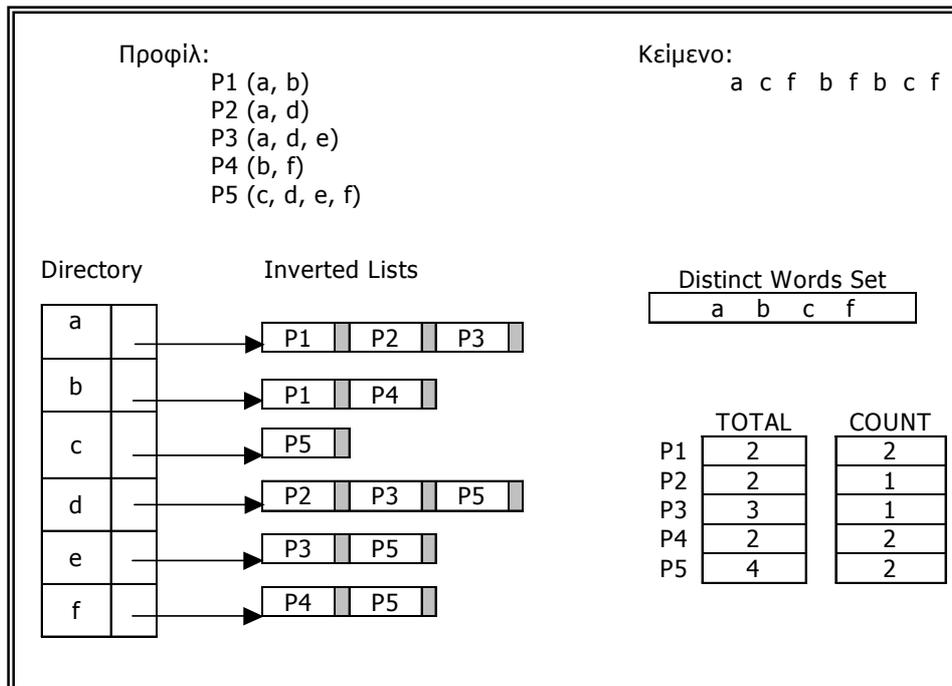 Προφίλ:
P1 (a, b)
P2 (a, d)
P3 (a, d, e)
P4 (b, f)
P5 (c, d, e, f)
Κείμενο:
a c f b f b c f
Directory
Inverted Lists
a
P1 P2 P3
b
P1 P4
c
P5
d
P2 P3 P5
e
P3 P5
f
P4 P5
Distinct Words Set
a b c f
TOTAL COUNT
P1 2 2
P2 2 1
P3 3 1
P4 2 2
P5 4 2